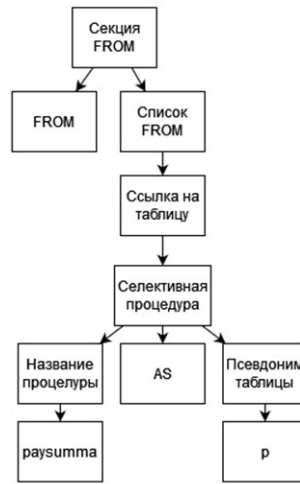 Секция
FROM
FROM
Список
FROM
Ссылка на
таблицу
Селективная
процедура
Название
процелуры
AS
Псевдоним
таблицы
paysumma
p